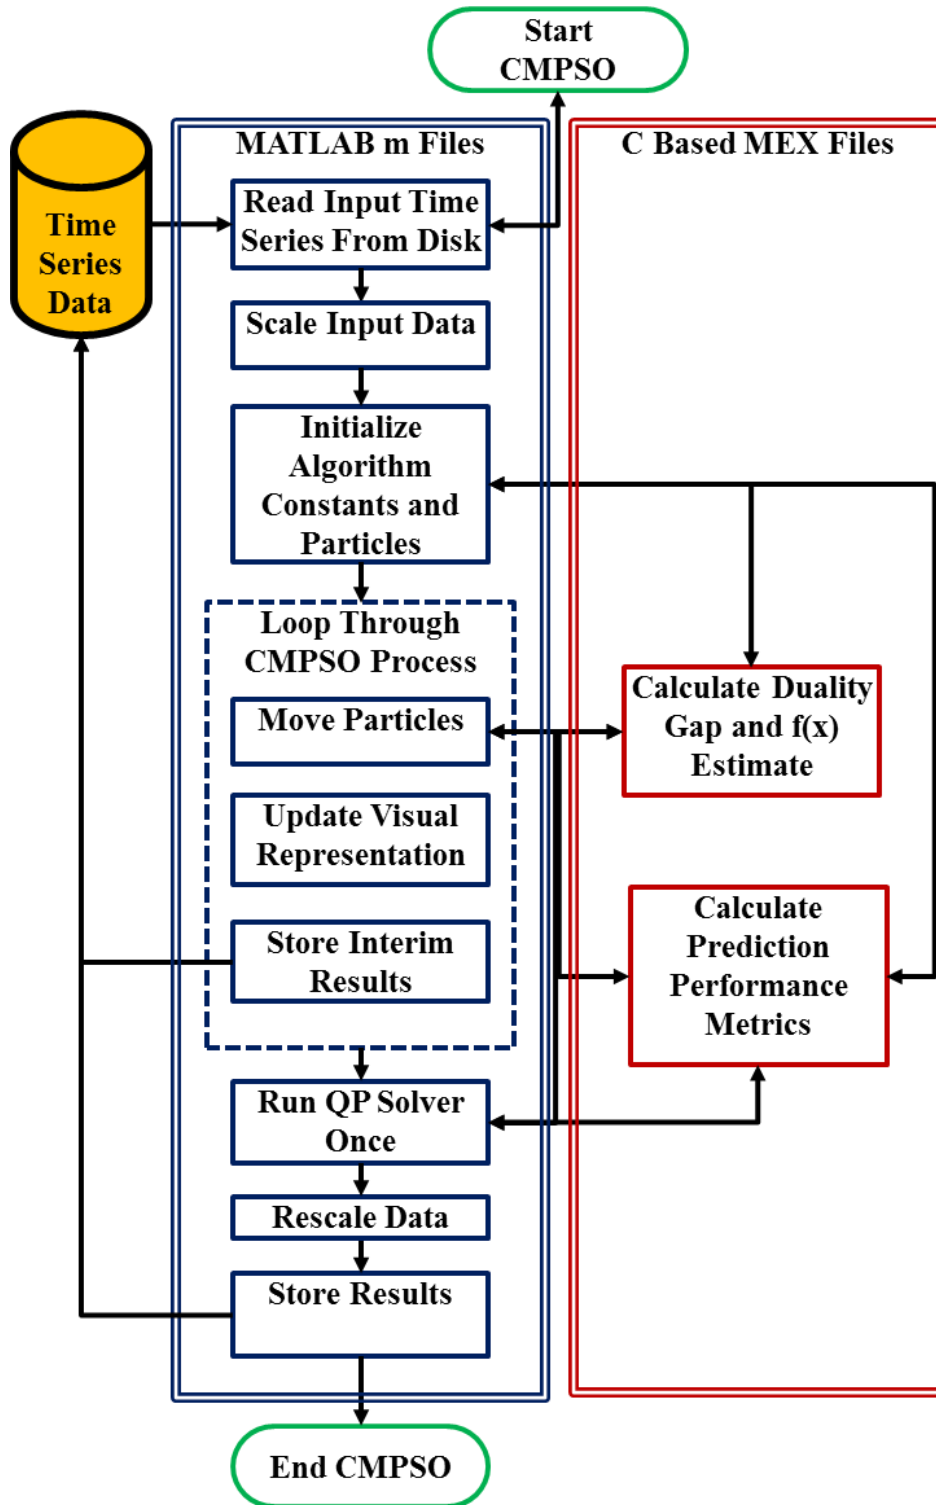 Start
CMPSO
MATLAB m Files
C Based MEX Files
Time
Series
Data
Read Input Time
Series From Disk
Scale Input Data
Initialize
Algorithm
Constants and
Particles
Loop Through
CMPSO Process
Move Particles
Calculate Duality
Gap and f(x)
Estimate
Update Visual
Representation
Store Interim
Results
Calculate
Prediction
Performance
Metrics
Run QP Solver
Once
Rescale Data
Store Results
End CMPSO